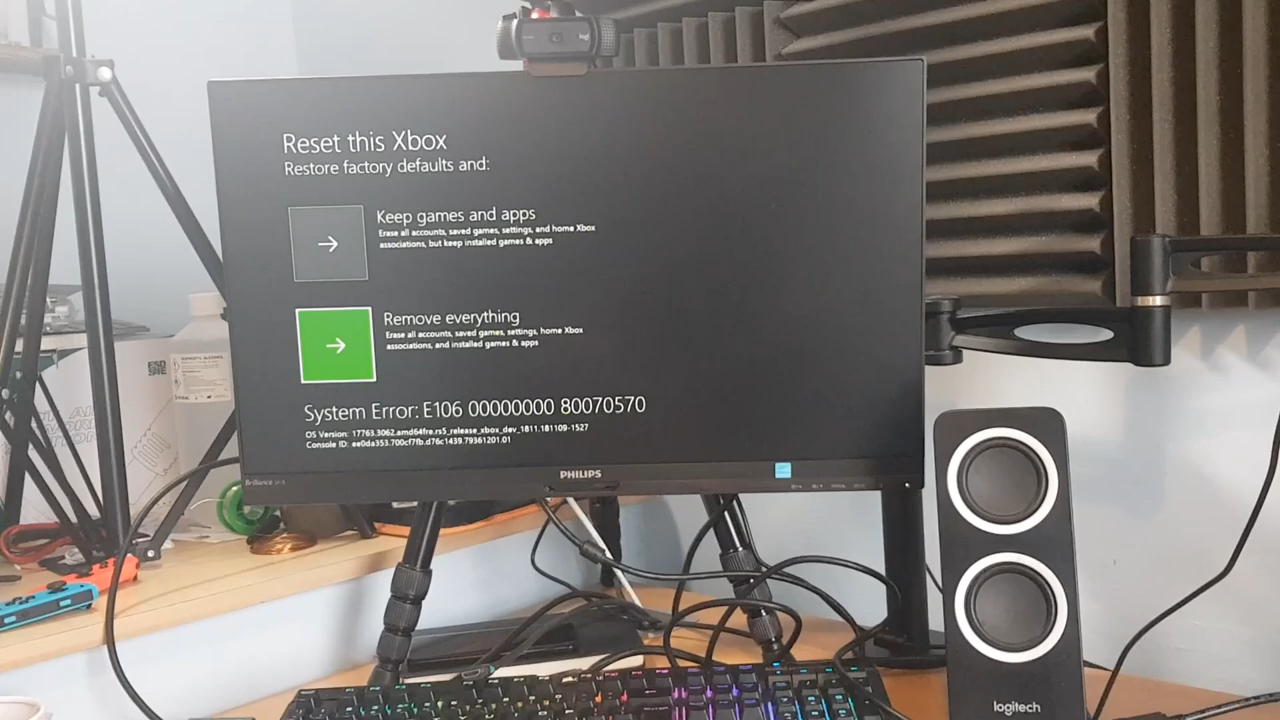 logi
Reset this Xbox
Restore factory defaults and:
Keep games and apps
Erase all accounts, saved games, settings, and home Xbox
associations, but keep installed games & apps
Remove everything
Erase all accounts, saved games, settings, home Xbox
associations, and installed games & apps
System Error: E106 00000000 80070570
OS Version: 17763.3062.amd64fre.rs5_release_xbox_dev_1811.181109-1527
Console ID: ee0da353.700cf7fb.d76c1439.79361201.01
PHILIPS
Brilliance
logitech